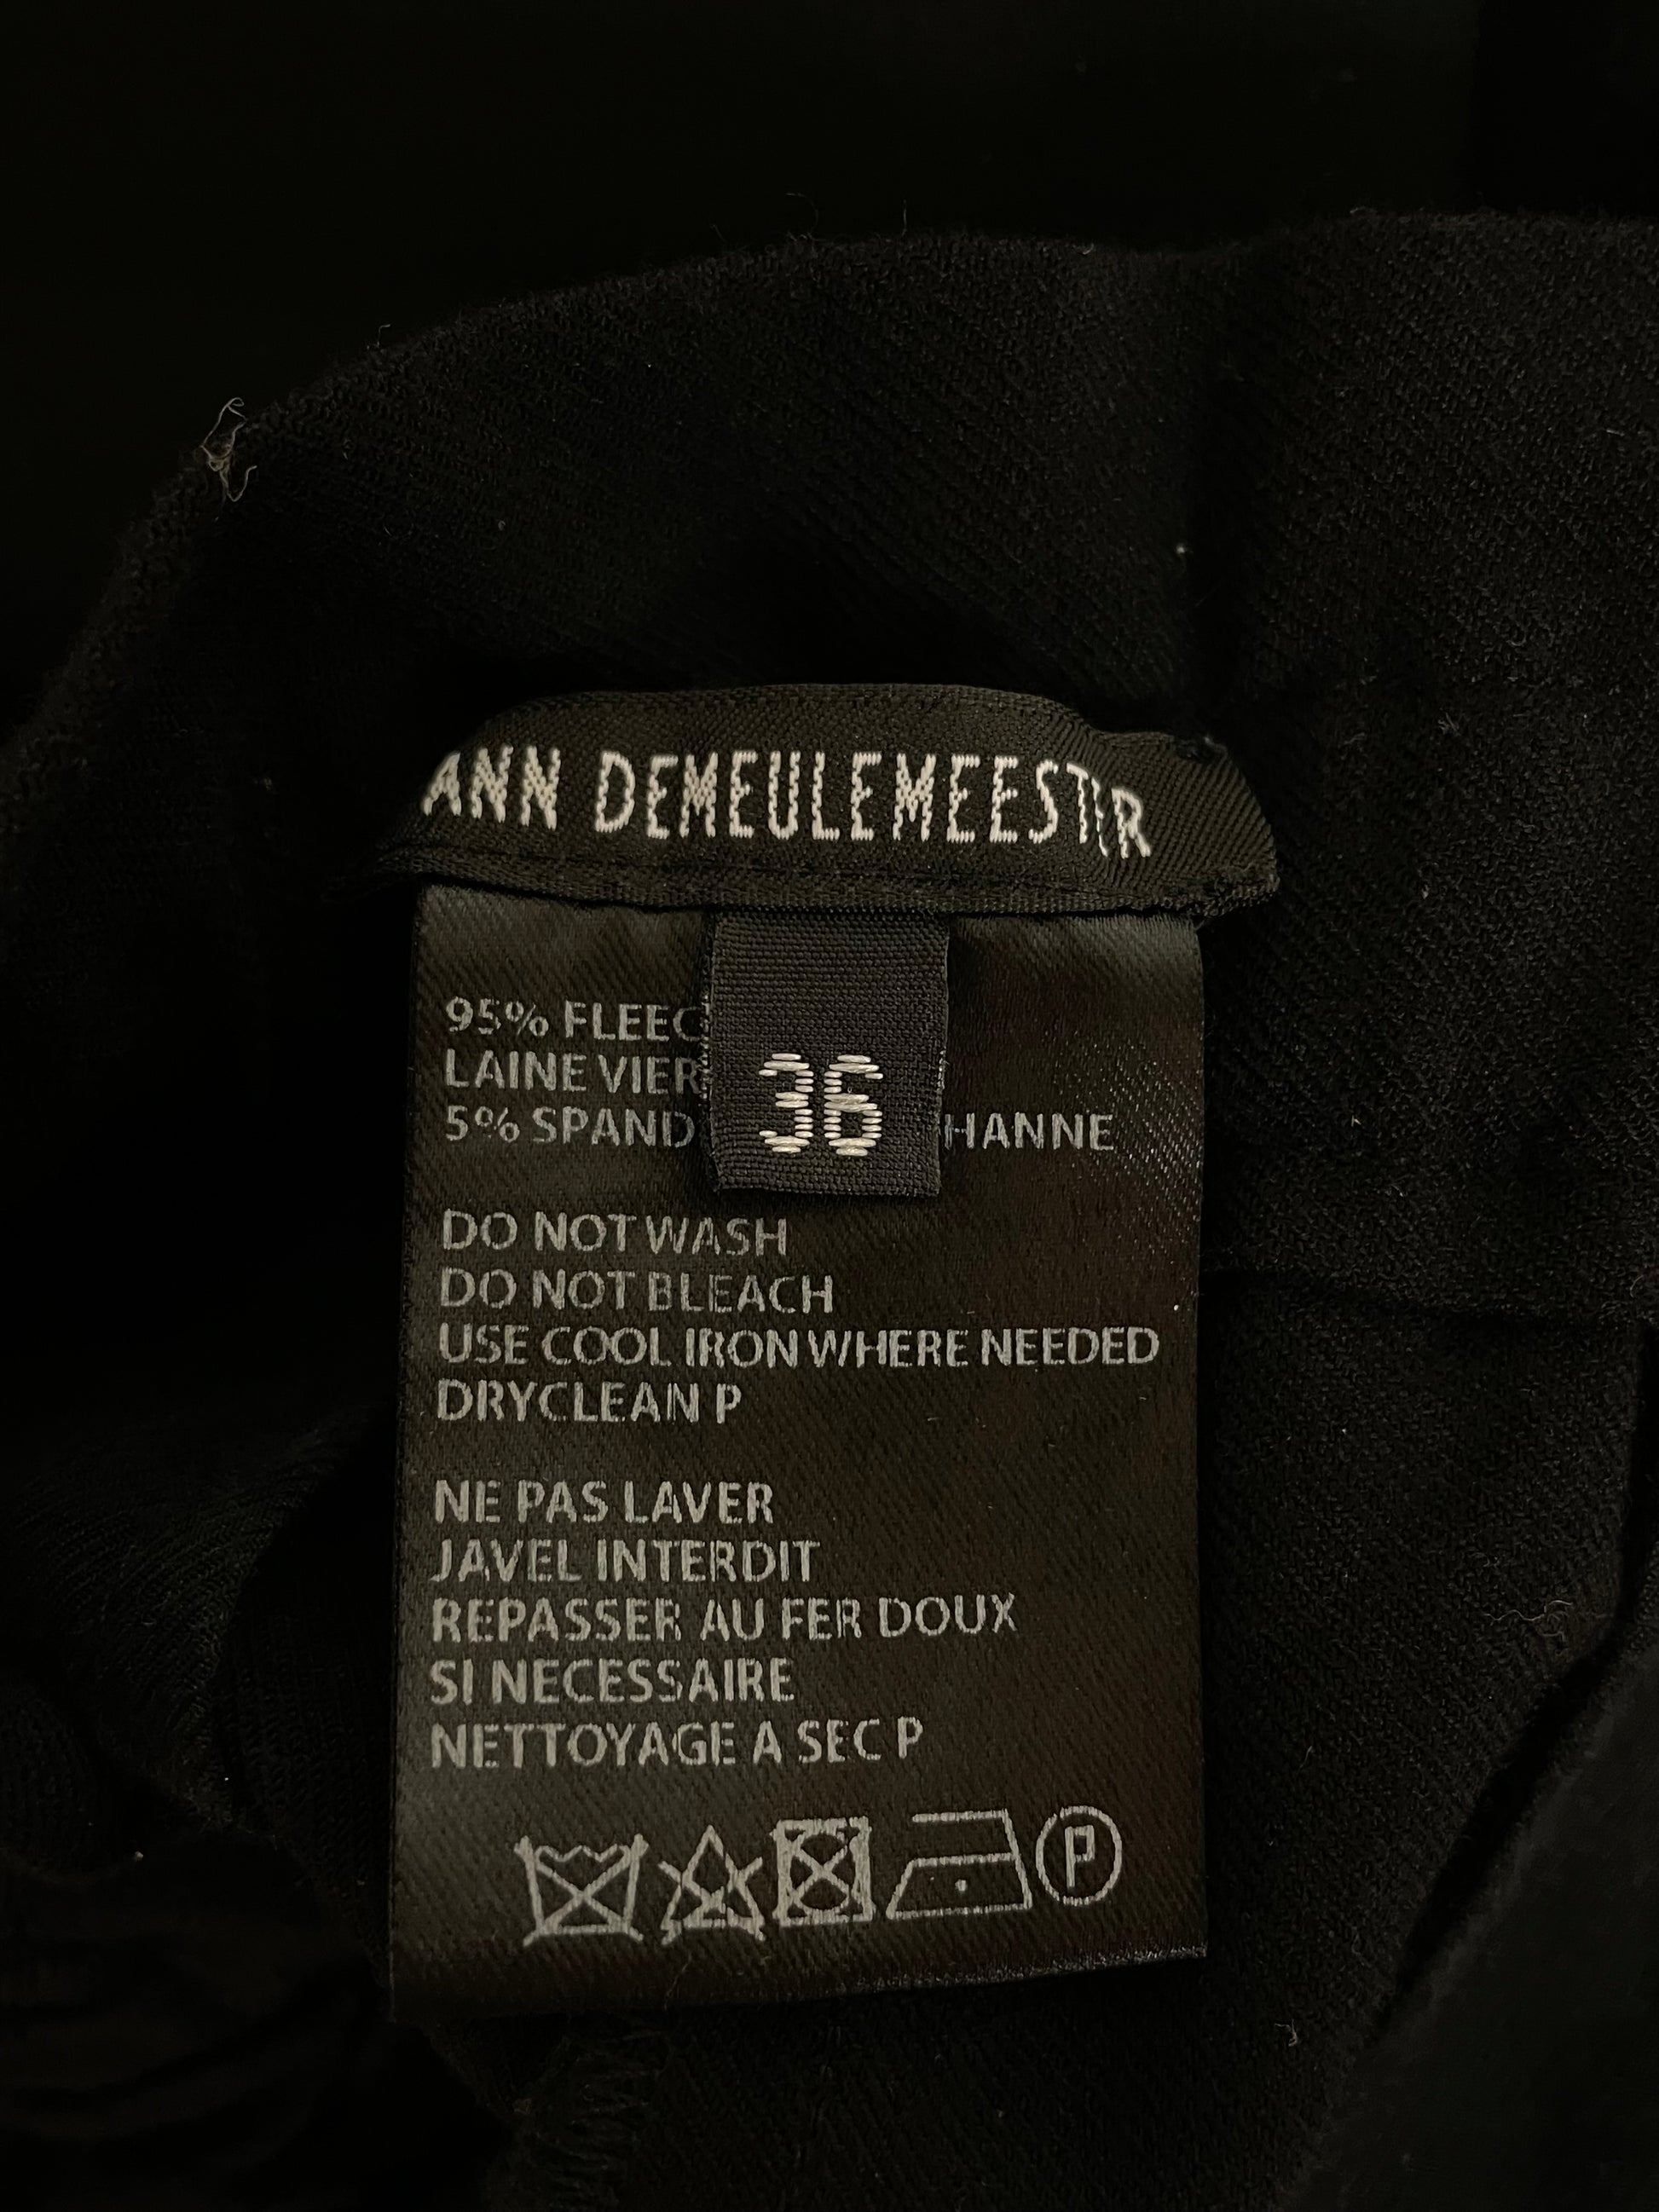 ANN DEMEULEMEESTER
36
95% FLEEC
LAINE VIER
5% SPAND HANNE
DO NOT WASH
DO NOT BLEACH
USE COOL IRON WHERE NEEDED
DRYCLEAN P
NE PAS LAVER
JAVEL INTERDIT
REPASSER AU FER DOUX
SI NECESSAIRE
NETTOYAGE A SEC P
P